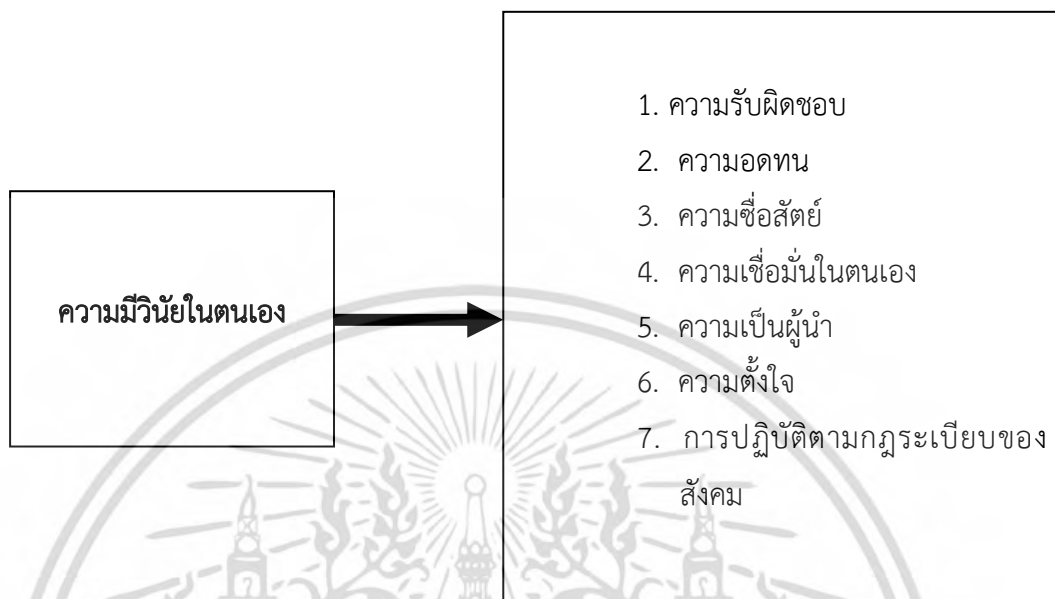 ความมีวินัยในตนเอง
1. ความรับผิดชอบ
2. ความอดทน
3. ความซื่อสัตย์
4. ความเชื่อมั่นในตนเอง
5. ความเป็นผู้นำ
6. ความตั้งใจ
7. การปฏิบัติตามกฎระเบียบของ
สังคม